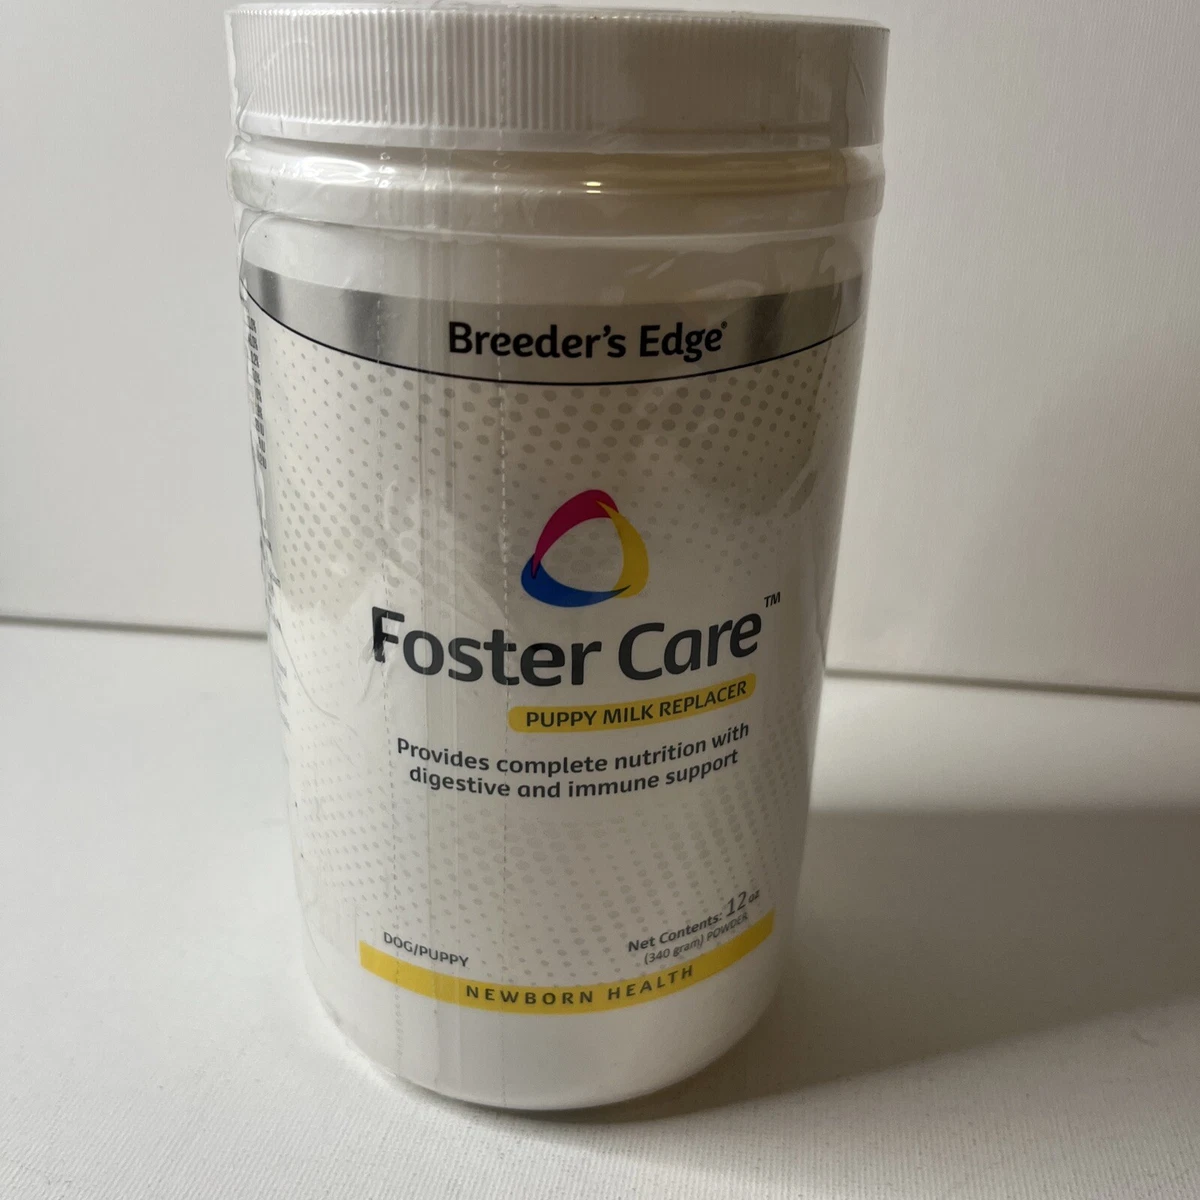 Breeder's Edge®
Foster Care™
PUPPY MILK REPLACER
Provides complete nutrition with
digestive and immune support
DOG/PUPPY
Net Contents: 12 oz
(340 gram) POWDER
NEWBORN HEALTH